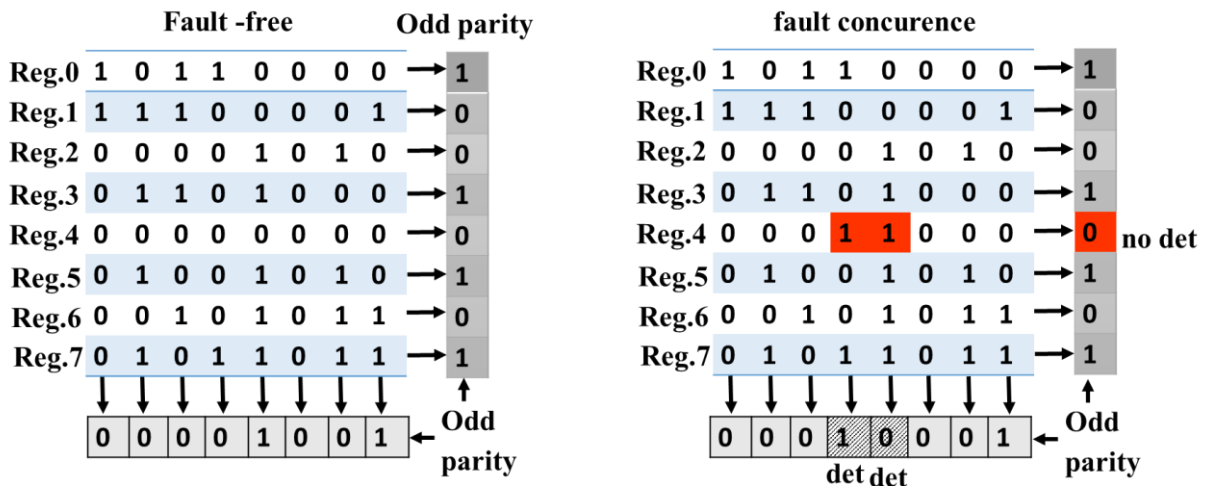 Fault -free Odd parity
Reg.0 1 0 1 1 0 0 0 0 1
Reg.1 1 1 1 0 0 0 0 1 0
Reg.2 0 0 0 0 1 0 1 0 0
Reg.3 0 1 1 0 1 0 0 0 1
Reg.4 0 0 0 0 0 0 0 0 0
Reg.5 0 1 0 0 1 0 1 0 1
Reg.6 0 0 1 0 1 0 1 1 0
Reg.7 0 1 0 1 1 0 1 1 1
0 0 0 0 1 0 0 1
Odd
parity
fault concurence
Reg.0 1 0 1 1 0 0 0 0 1
Reg.1 1 1 1 0 0 0 0 1 0
Reg.2 0 0 0 0 1 0 1 0 0
Reg.3 0 1 1 0 1 0 0 0 1
Reg.4 0 0 0 1 1 0 0 0 0 no det
Reg.5 0 1 0 0 1 0 1 0 1
Reg.6 0 0 1 0 1 0 1 1 0
Reg.7 0 1 0 1 1 0 1 1 1
0 0 0 1 0 0 0 1
Odd
parity
det det